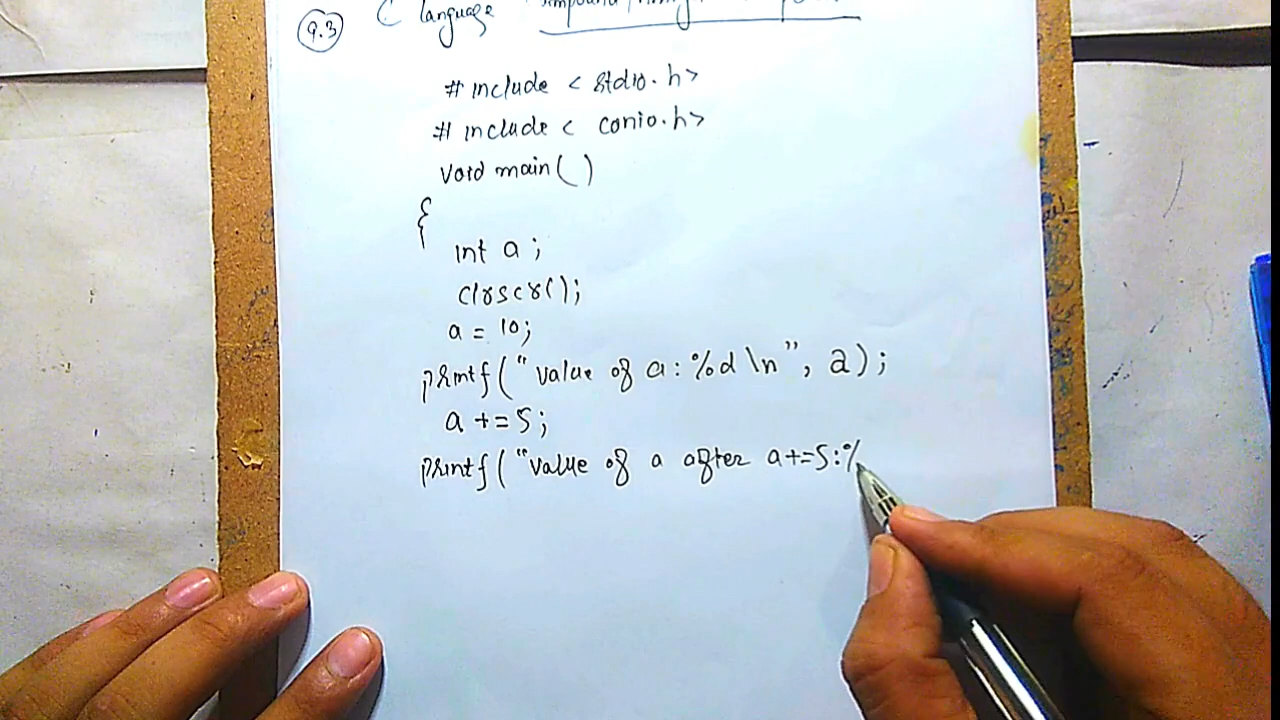 9.3 C language
# include < stdio.h>
# include < conio.h>
void main()
{
int a ;
clrscr();
a = 10;
printf("value of a:%d \n", a);
a += 5;
printf("value of a after a+=5:%